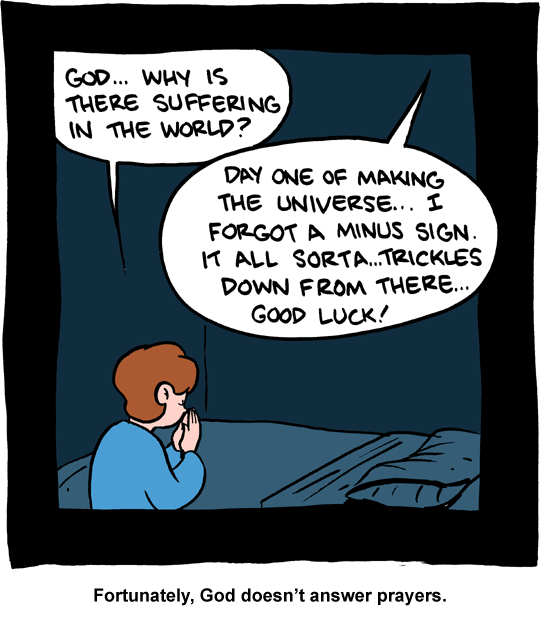 GOD... WHY IS
THERE SUFFERING
IN THE WORLD?
DAY ONE OF MAKING
THE UNIVERSE... I
FORGOT A MINUS SIGN.
IT ALL SORTA...TRICKLES
DOWN FROM THERE...
GOOD LUCK!
Fortunately, God doesn't answer prayers.